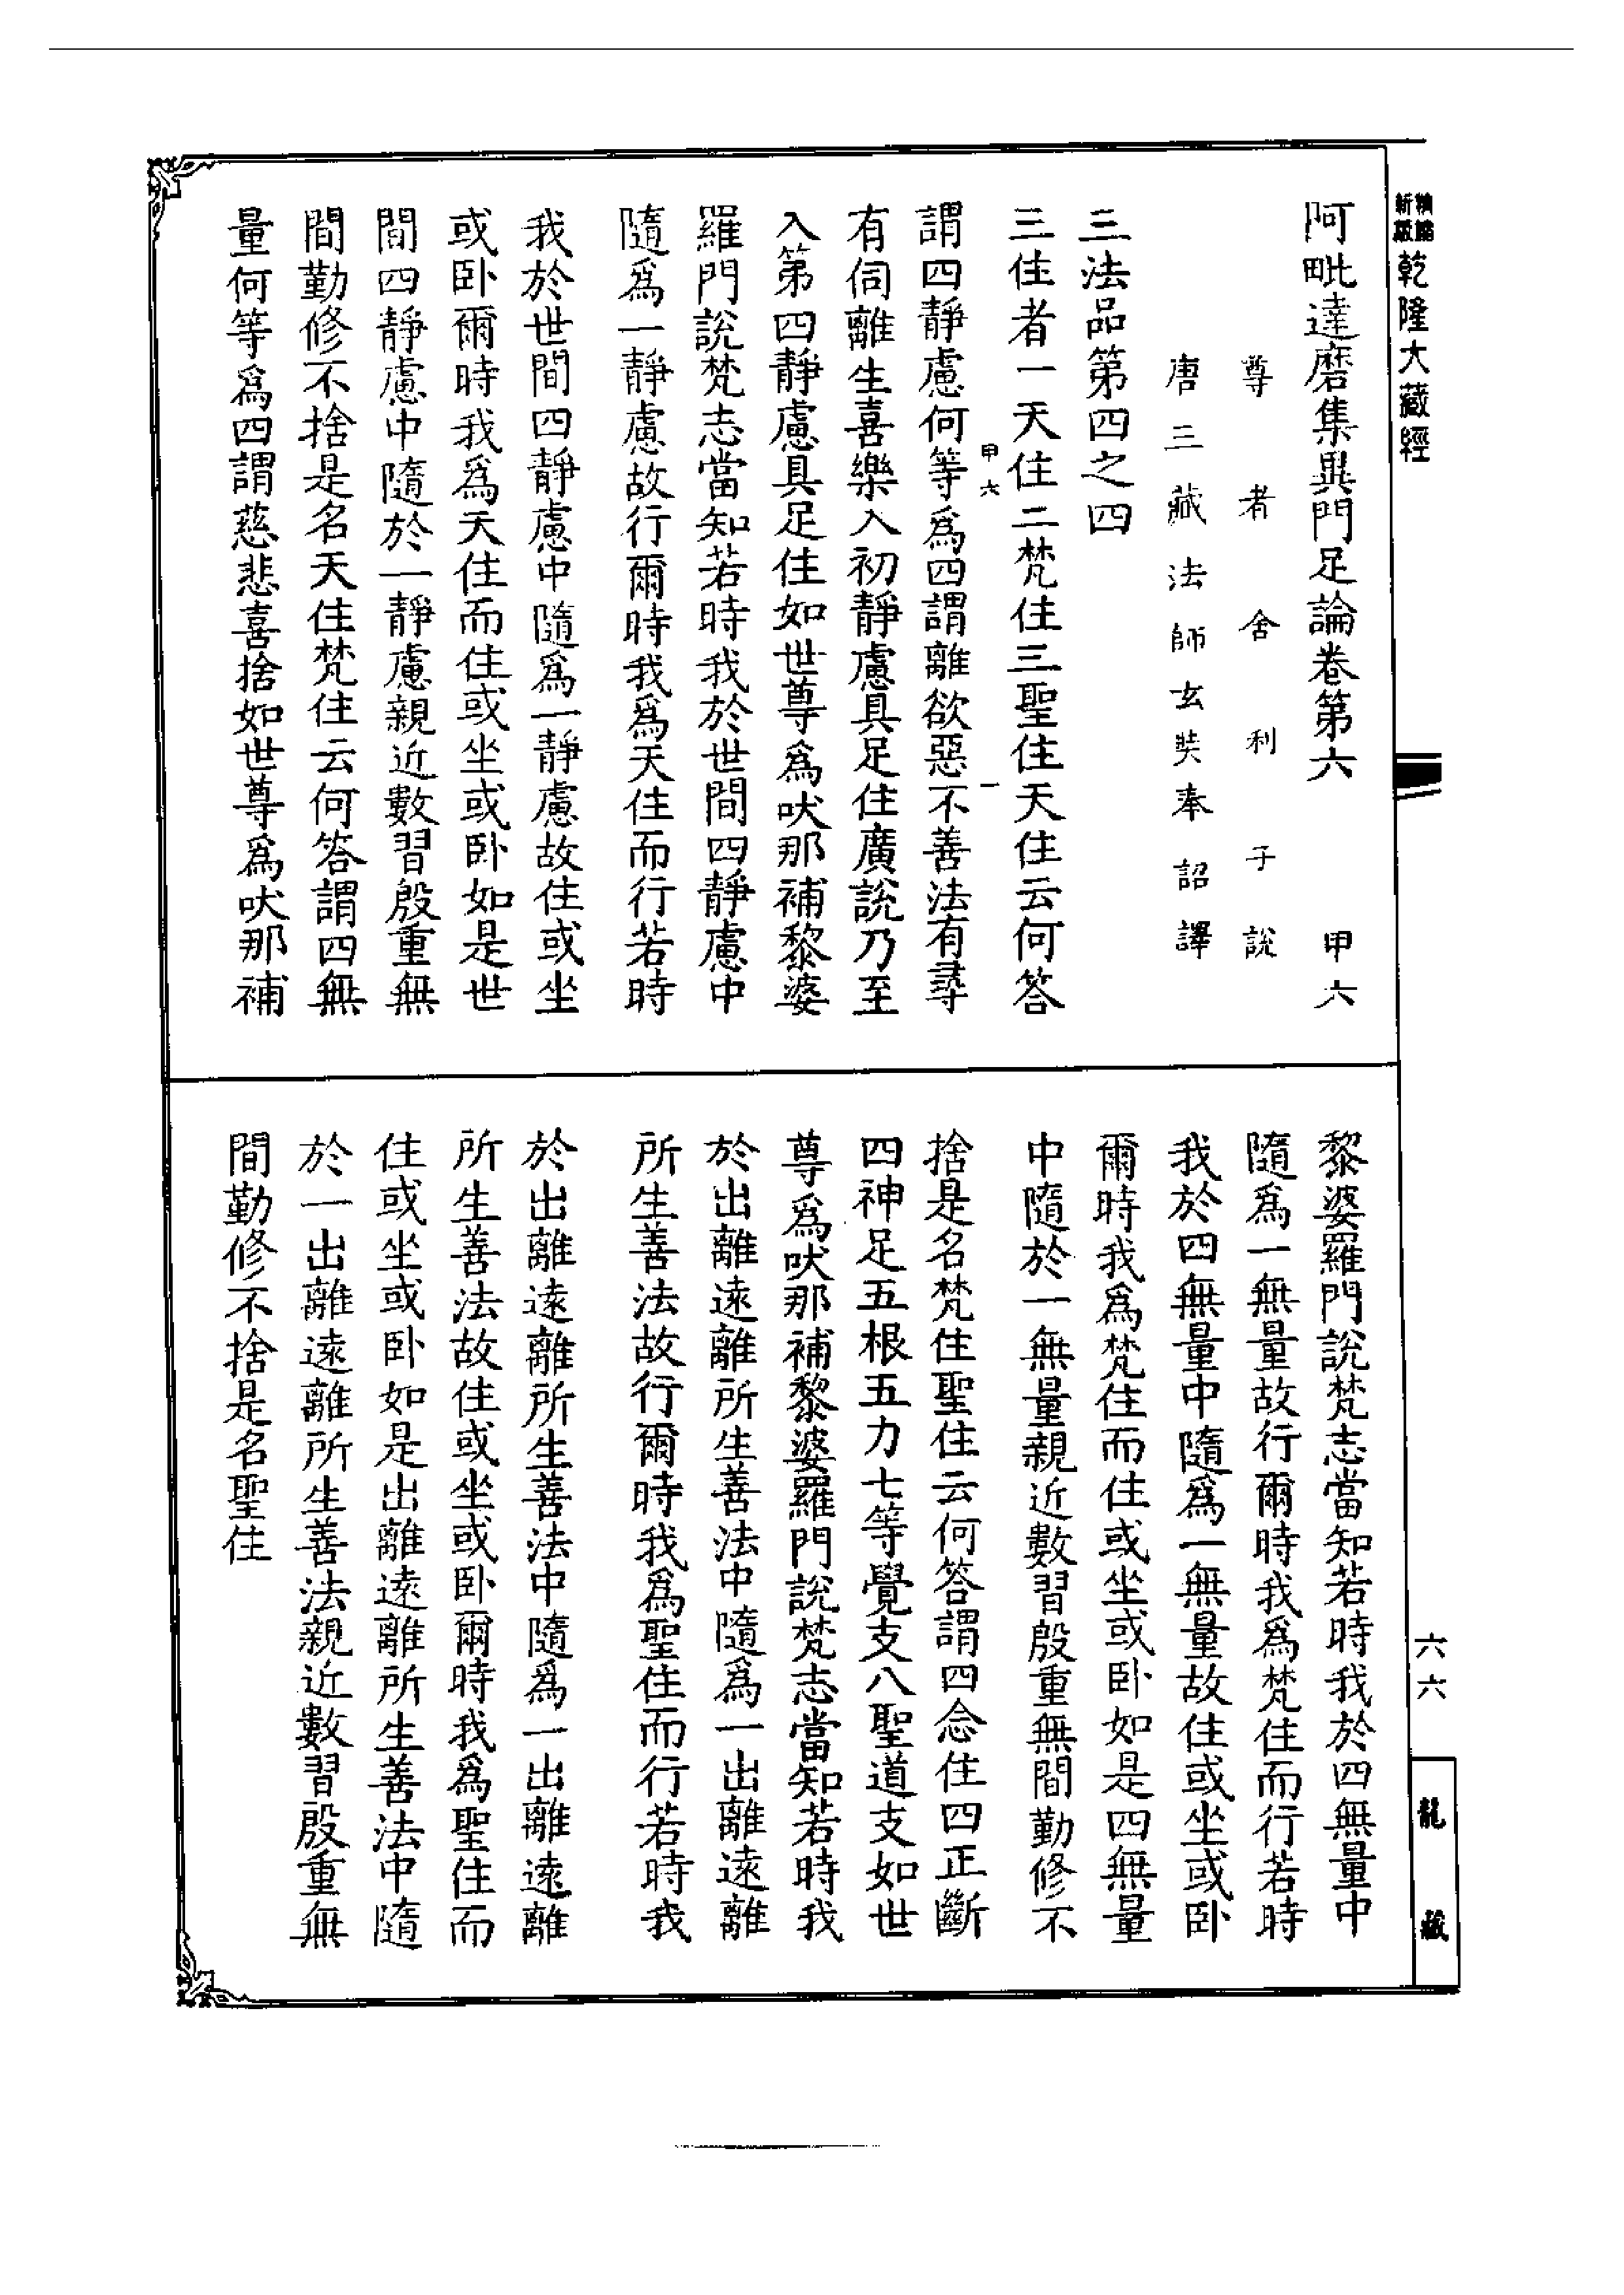 新編縮版乾隆大藏經
阿毗達磨集異門足論卷第六 甲六
尊者舍利子說
唐三藏法師玄奘奉詔譯
三法品第四之四
三住者一天住二梵住三聖住天住云何答
甲六 一
謂四靜慮何等爲四謂離欲惡不善法有尋
有伺離生喜樂入初靜慮具足住廣說乃至
入第四靜慮具足住如世尊爲吠那補黎婆
羅門說梵志當知若時我於世間四靜慮中
隨爲一靜慮故行爾時我爲天住而行若時
我於世間四靜慮中隨爲一靜慮故住或坐
或卧爾時我爲天住而住或坐或卧如是世
間四靜慮中隨於一靜慮親近數習殷重無
間勤修不捨是名天住梵住云何答謂四無
量何等爲四謂慈悲喜捨如世尊爲吠那補
黎婆羅門說梵志當知若時我於四無量中
隨爲一無量故行爾時我爲梵住而行若時
我於四無量中隨爲一無量故住或坐或卧
爾時我爲梵住而住或坐或卧如是四無量
中隨於一無量親近數習殷重無間勤修不
捨是名梵住聖住云何答謂四念住四正斷
四神足五根五力七等覺支八聖道支如世
尊爲吠那補黎婆羅門說梵志當知若時我
於出離遠離所生善法中隨爲一出離遠離
所生善法故行爾時我爲聖住而行若時我
於出離遠離所生善法中隨爲一出離遠離
所生善法故住或坐或卧爾時我爲聖住而
住或坐或卧如是出離遠離所生善法中隨
於一出離遠離所生善法親近數習殷重無
間勤修不捨是名聖住
六六
龍藏